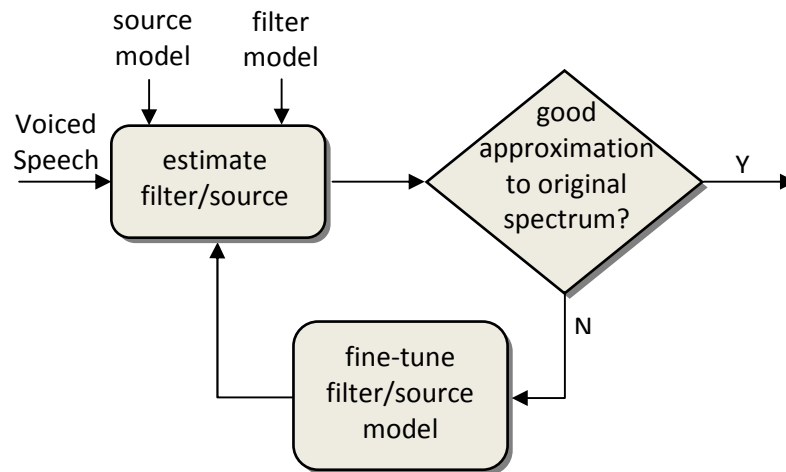 source
model
filter
model
Voiced
Speech
estimate
filter/source
good
approximation
to original
spectrum?
Y
N
fine-tune
filter/source
model